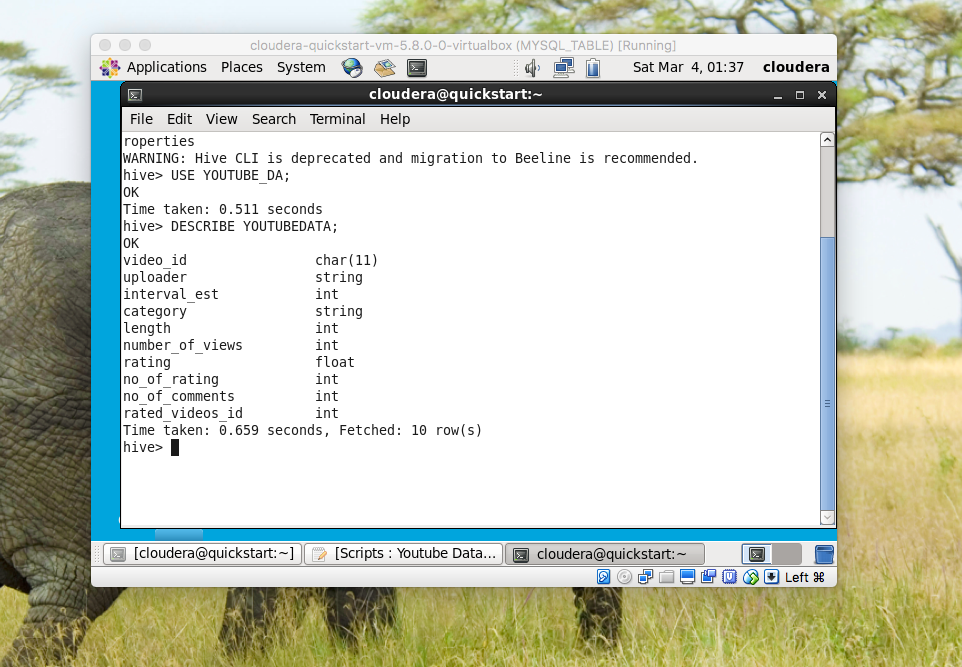 cloudera-quickstart-vm-5.8.0-0-virtualbox (MYSQL_TABLE) [Running]
Applications Places System Sat Mar 4, 01:37 cloudera
cloudera@quickstart:~
File Edit View Search Terminal Help
roperties
WARNING: Hive CLI is deprecated and migration to Beeline is recommended.
hive> USE YOUTUBE_DA;
OK
Time taken: 0.511 seconds
hive> DESCRIBE YOUTUBEDATA;
OK
video_id char(11)
uploader string
interval_est int
category string
length int
number_of_views int
rating float
no_of_rating int
no_of_comments int
rated_videos_id int
Time taken: 0.659 seconds, Fetched: 10 row(s)
hive>
[cloudera@quickstart:~] [Scripts : Youtube Data... cloudera@quickstart:~
Left ⌘